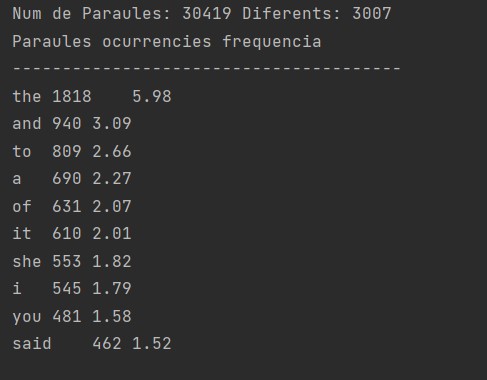 Num de Paraules: 30419 Diferents: 3007
Paraules ocurrencies frequencia
---------------------------------------
the 1818    5.98
and 940 3.09
to  809 2.66
a   690 2.27
of  631 2.07
it  610 2.01
she 553 1.82
i   545 1.79
you 481 1.58
said    462 1.52